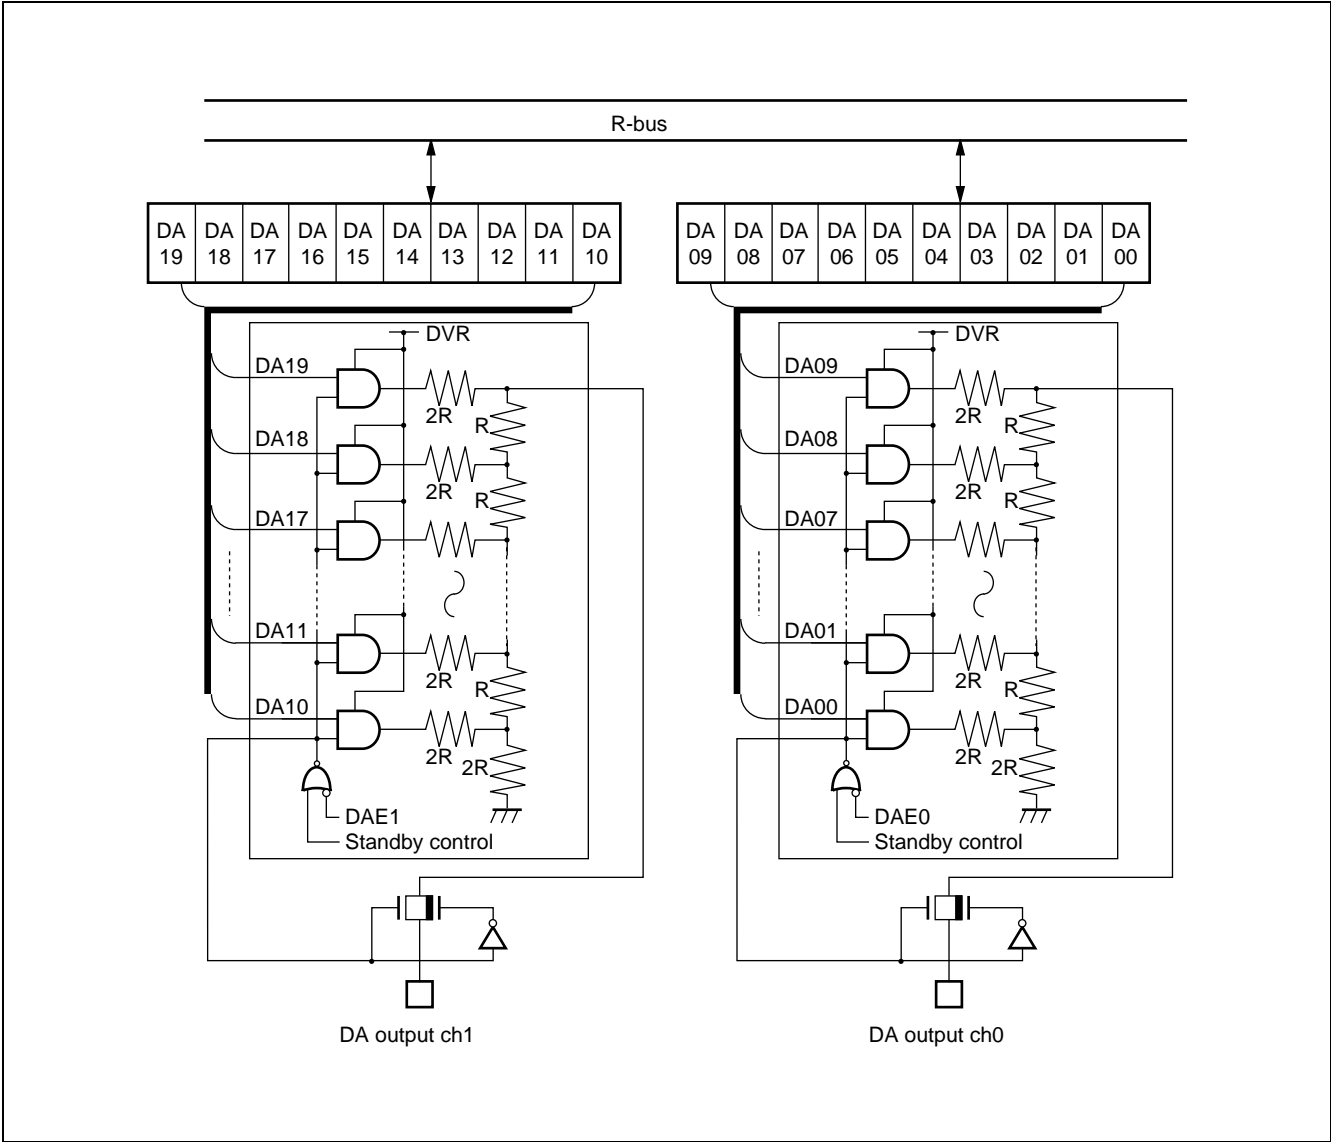 R-bus
DA 19 DA 18 DA 17 DA 16 DA 15 DA 14 DA 13 DA 12 DA 11 DA 10
DA 09 DA 08 DA 07 DA 06 DA 05 DA 04 DA 03 DA 02 DA 01 DA 00
DVR
DA19
2R
R
DA18
2R
R
DA17
DA11
2R
R
DA10
2R
2R
DAE1
Standby control
DA output ch1
DVR
DA09
2R
R
DA08
2R
R
DA07
DA01
2R
R
DA00
2R
2R
DAE0
Standby control
DA output ch0